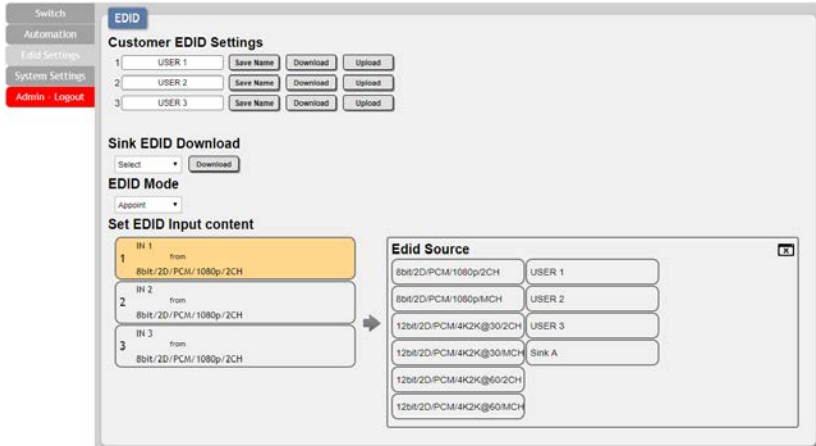 Switch
Automation
Edid Settings
System Settings
Admin - Logout
EDID
Customer EDID Settings
1 USER 1 Save Name Download Upload
2 USER 2 Save Name Download Upload
3 USER 3 Save Name Download Upload
Sink EDID Download
Select Download
EDID Mode
Appoint
Set EDID Input content
IN 1
1 from
8bit/2D/PCM/1080p/2CH
IN 2
2 from
8bit/2D/PCM/1080p/2CH
IN 3
3 from
8bit/2D/PCM/1080p/2CH
Edid Source
8bit/2D/PCM/1080p/2CH USER 1
8bit/2D/PCM/1080p/MCH USER 2
12bit/2D/PCM/4K2K@30/2CH USER 3
12bit/2D/PCM/4K2K@30/MCH Sink A
12bit/2D/PCM/4K2K@60/2CH
12bit/2D/PCM/4K2K@60/MCH